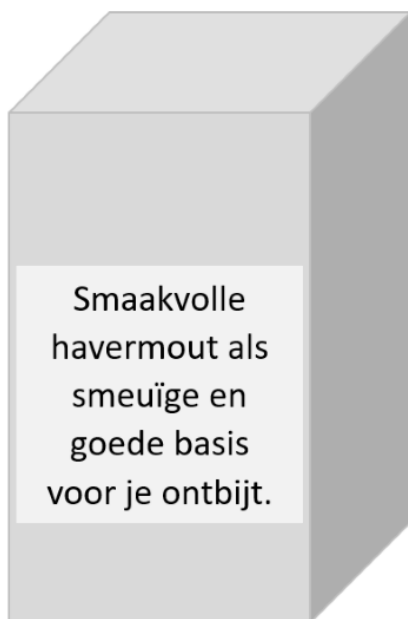 Smaakvolle
havermout als
smeuïge en
goede basis
voor je ontbijt.